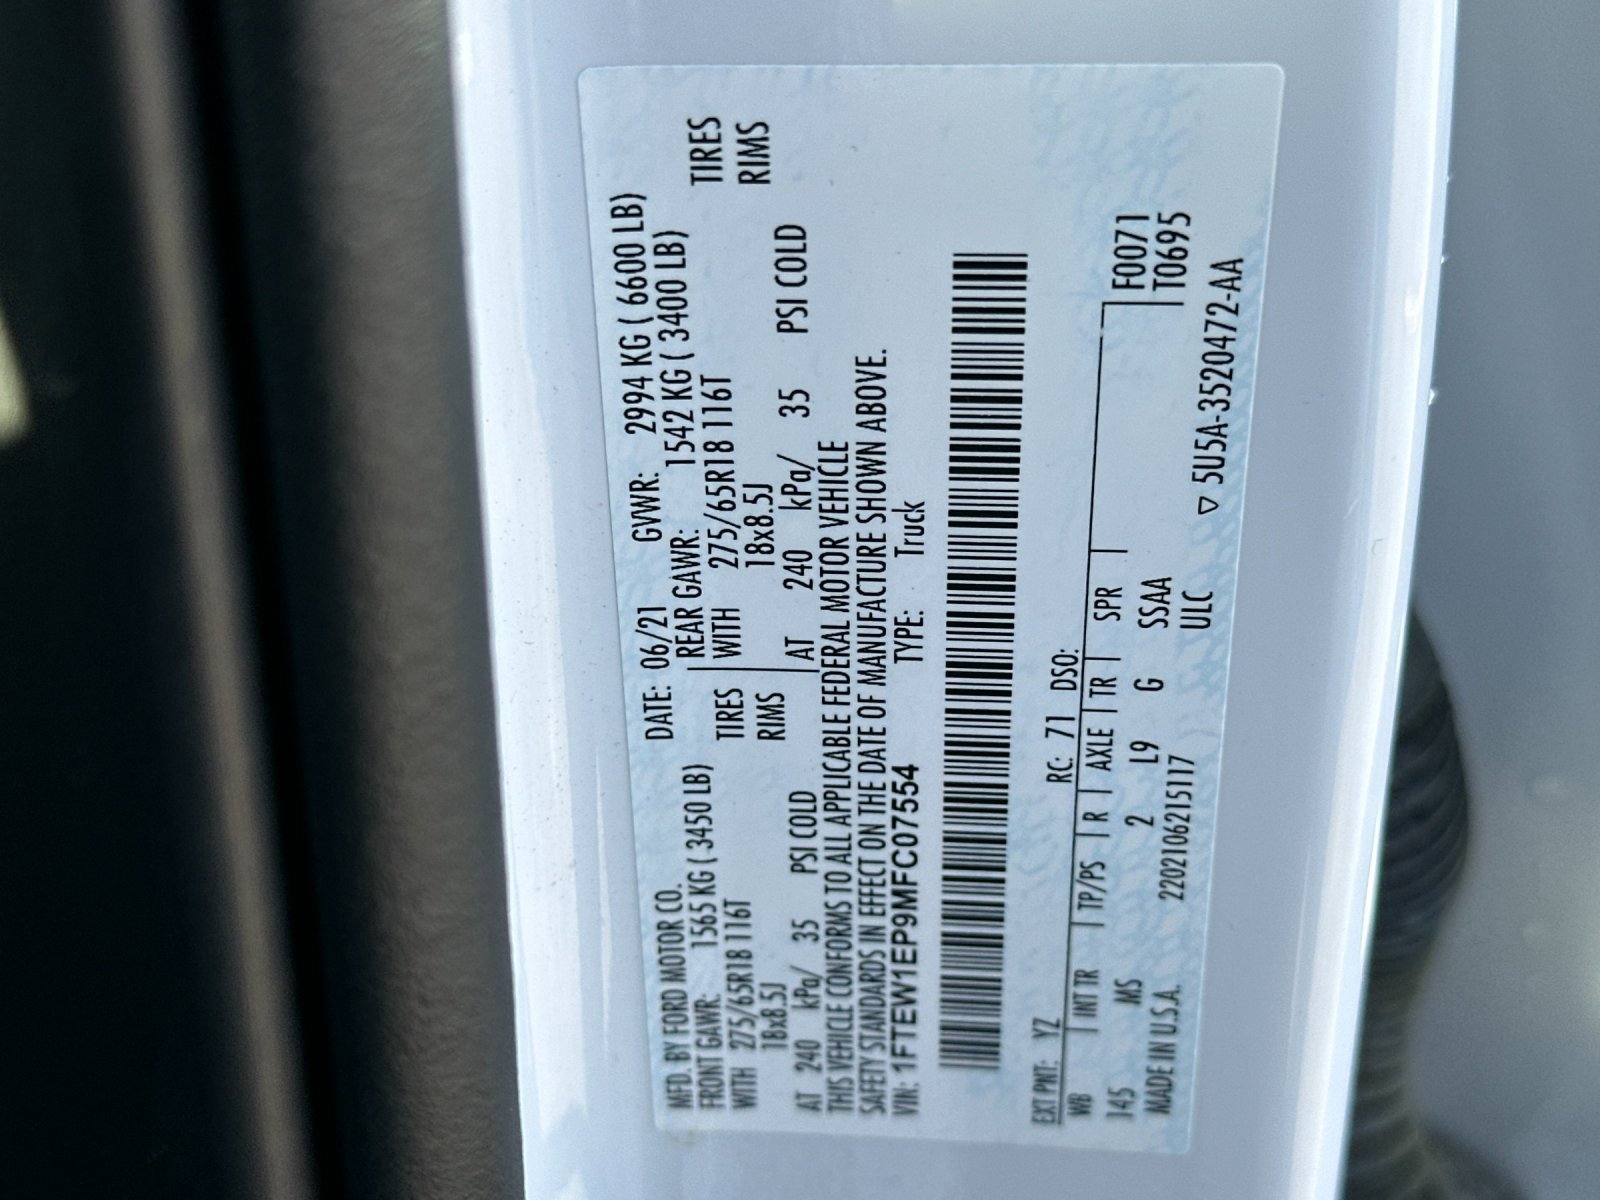 MFD. BY FORD MOTOR CO. DATE: 06/21 GVWR: 2994 KG ( 6600 LB)
FRONT GAWR: 1565 KG ( 3450 LB) REAR GAWR: 1542 KG ( 3400 LB)
WITH 275/65R18 116T TIRES WITH 275/65R18 116T TIRES
18x8.5J RIMS 18x8.5J RIMS
AT 240 kPa/ 35 PSI COLD AT 240 kPa/ 35 PSI COLD
THIS VEHICLE CONFORMS TO ALL APPLICABLE FEDERAL MOTOR VEHICLE
SAFETY STANDARDS IN EFFECT ON THE DATE OF MANUFACTURE SHOWN ABOVE.
VIN: 1FTEW1EP9MFC07554 TYPE: Truck
EXT PNT: YZ RC: 71 DSO:
WB INT TR TP/PS R AXLE TR SPR F0071
145 MS 2 L9 G SSAA T0695
MADE IN U.S.A. 220210621 5117 ULC ▽ 5U5A-3520472-AA